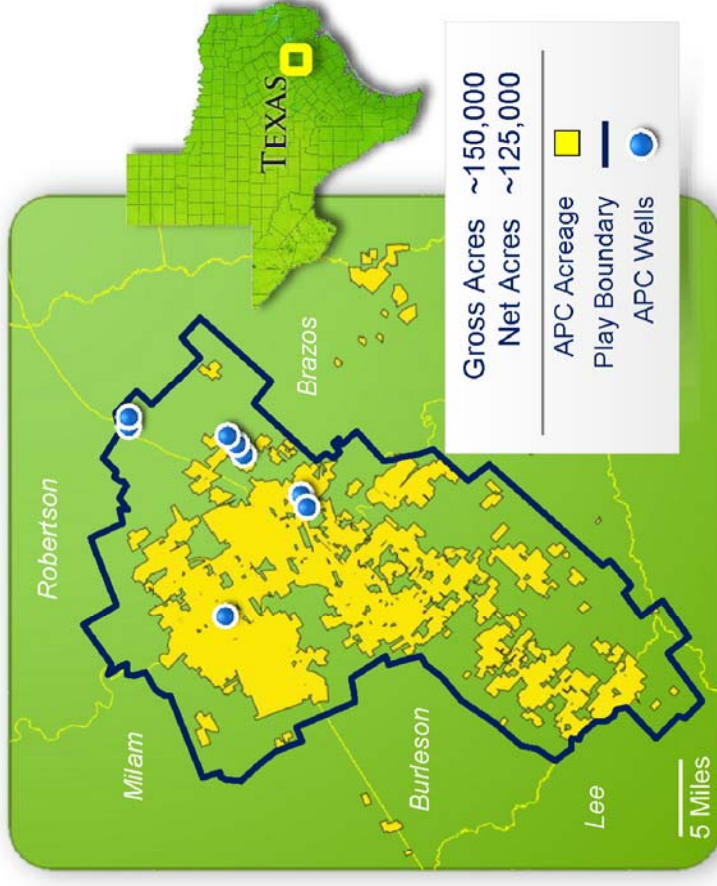 Robertson
Milam
Brazos
Burleson
Lee
5 Miles
TEXAS
Gross Acres ~150,000
Net Acres ~125,000
APC Acreage
Play Boundary
APC Wells